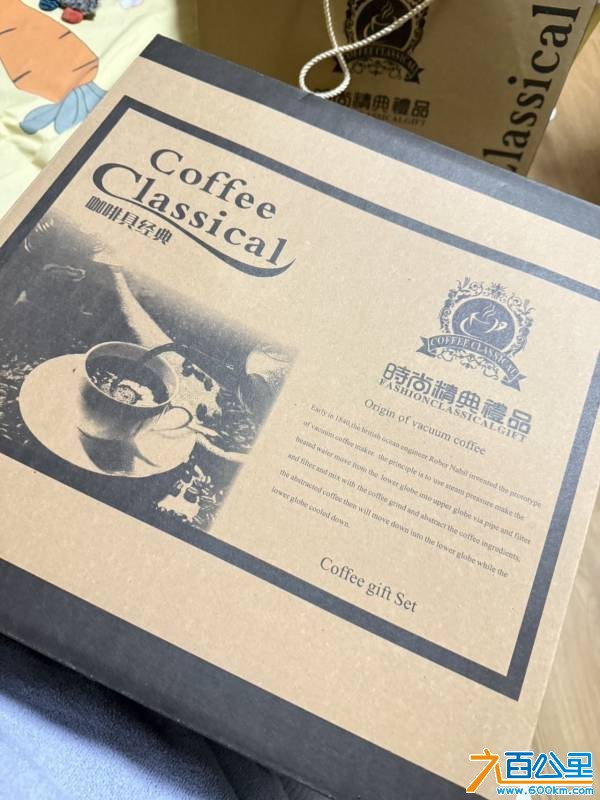 COFFEE CLASSICAL
時尚精典禮品
FASHIONCLASSICALGIFT
Classical
Coffee
Classical
咖啡具经典
COFFEE CLASSICAL
時尚精典禮品
FASHIONCLASSICALGIFT
Origin of vacuum coffee
Early in 1840,the british ocean engineer Rober Nabil invented the prototype
of vacuum coffee maker. the principle is to use steam pressure make the
heated water move from the lower globe into upper globe via pipe and filter
and filter and mix with the coffee grind and abstract the coffee ingredients,
the abstracted coffee then will move down into the lower globe while the
lower globe cooled down.
Coffee gift Set
六百公里
www.600km.com